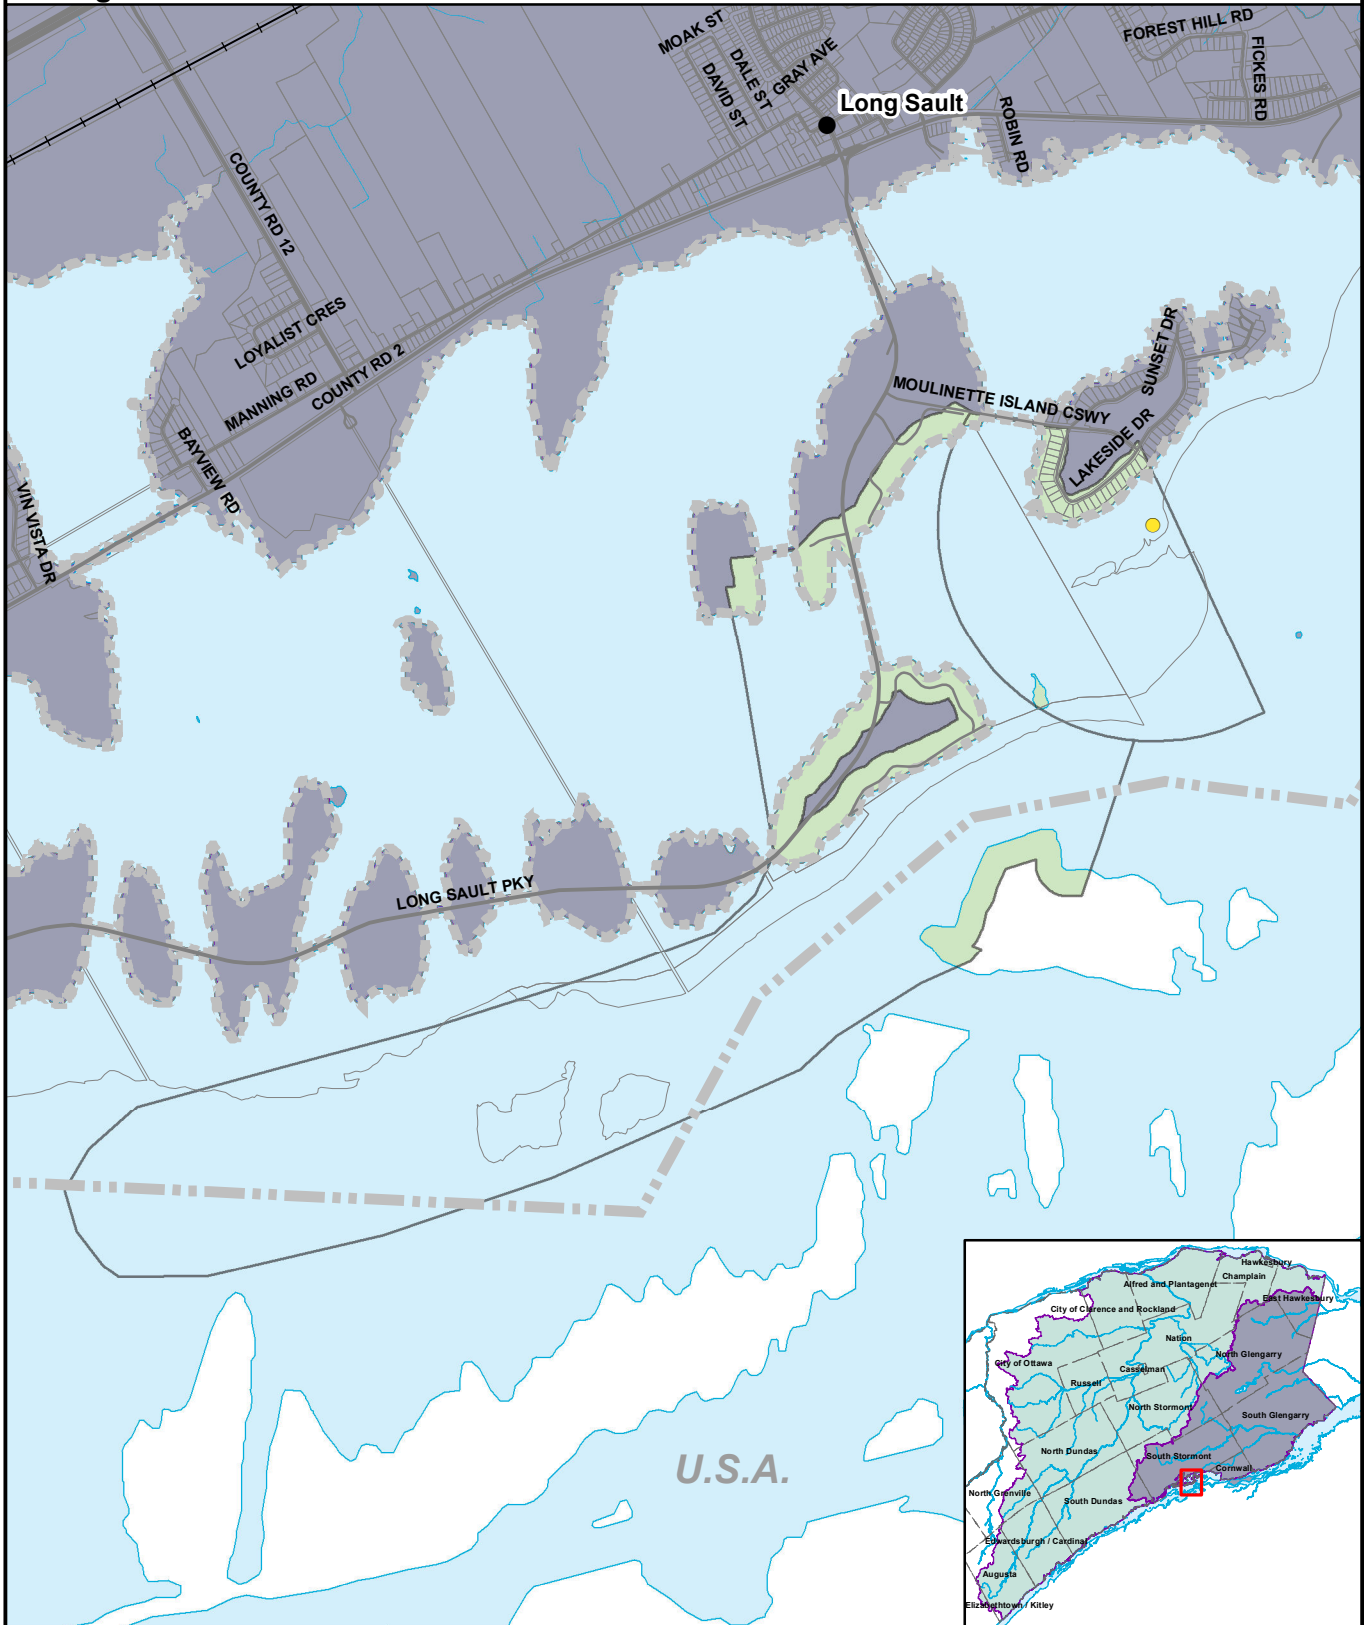 MOAK ST
DALE ST
DAVID ST
GRAY AVE
FOREST HILL RD
FICKES RD
Long Sault
ROBIN RD
COUNTY RD 12
LOYALIST CRES
MANNING RD
COUNTY RD 2
BAYVIEW RD
VIN VISTA DR
MOULINETTE ISLAND CSWY
SUNSET DR
LAKESIDE DR
LONG SAULT PKY
U.S.A.
Hawkesbury
Champlain
Alfred and Plantagenet
East Hawkesbury
City of Clarence and Rockland
Nation
North Glengarry
City of Ottawa
Casselman
Russell
North Stormont
South Glengarry
North Dundas
South Stormont
Cornwall
North Grenville
South Dundas
Edwardsburgh / Cardinal
Augusta
Elizabethtown / Kitley